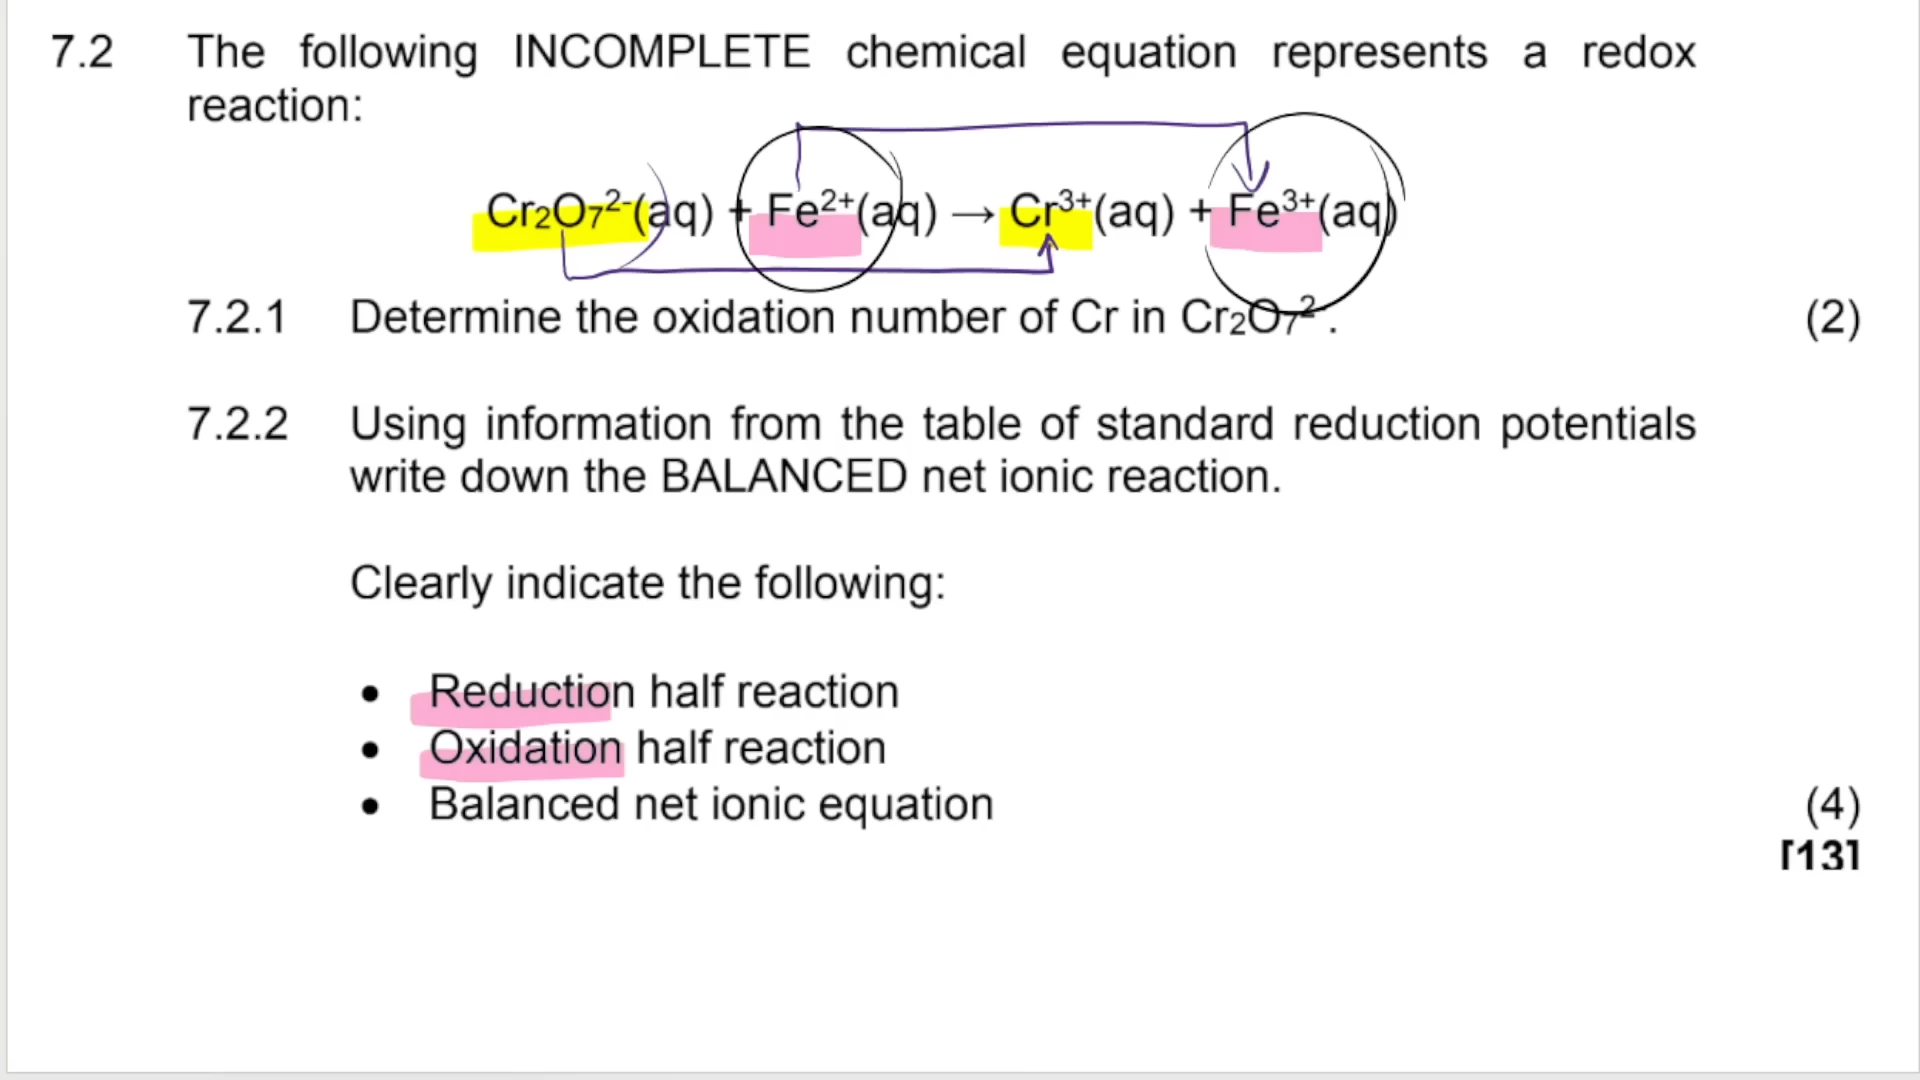 7.2 The following INCOMPLETE chemical equation represents a redox
reaction:
Cr₂O₇²⁻(aq) + Fe²⁺(aq) → Cr³⁺(aq) + Fe³⁺(aq)
7.2.1 Determine the oxidation number of Cr in Cr₂O₇². (2)
7.2.2 Using information from the table of standard reduction potentials
write down the BALANCED net ionic reaction.
Clearly indicate the following:
• Reduction half reaction
• Oxidation half reaction
• Balanced net ionic equation (4)
[13]